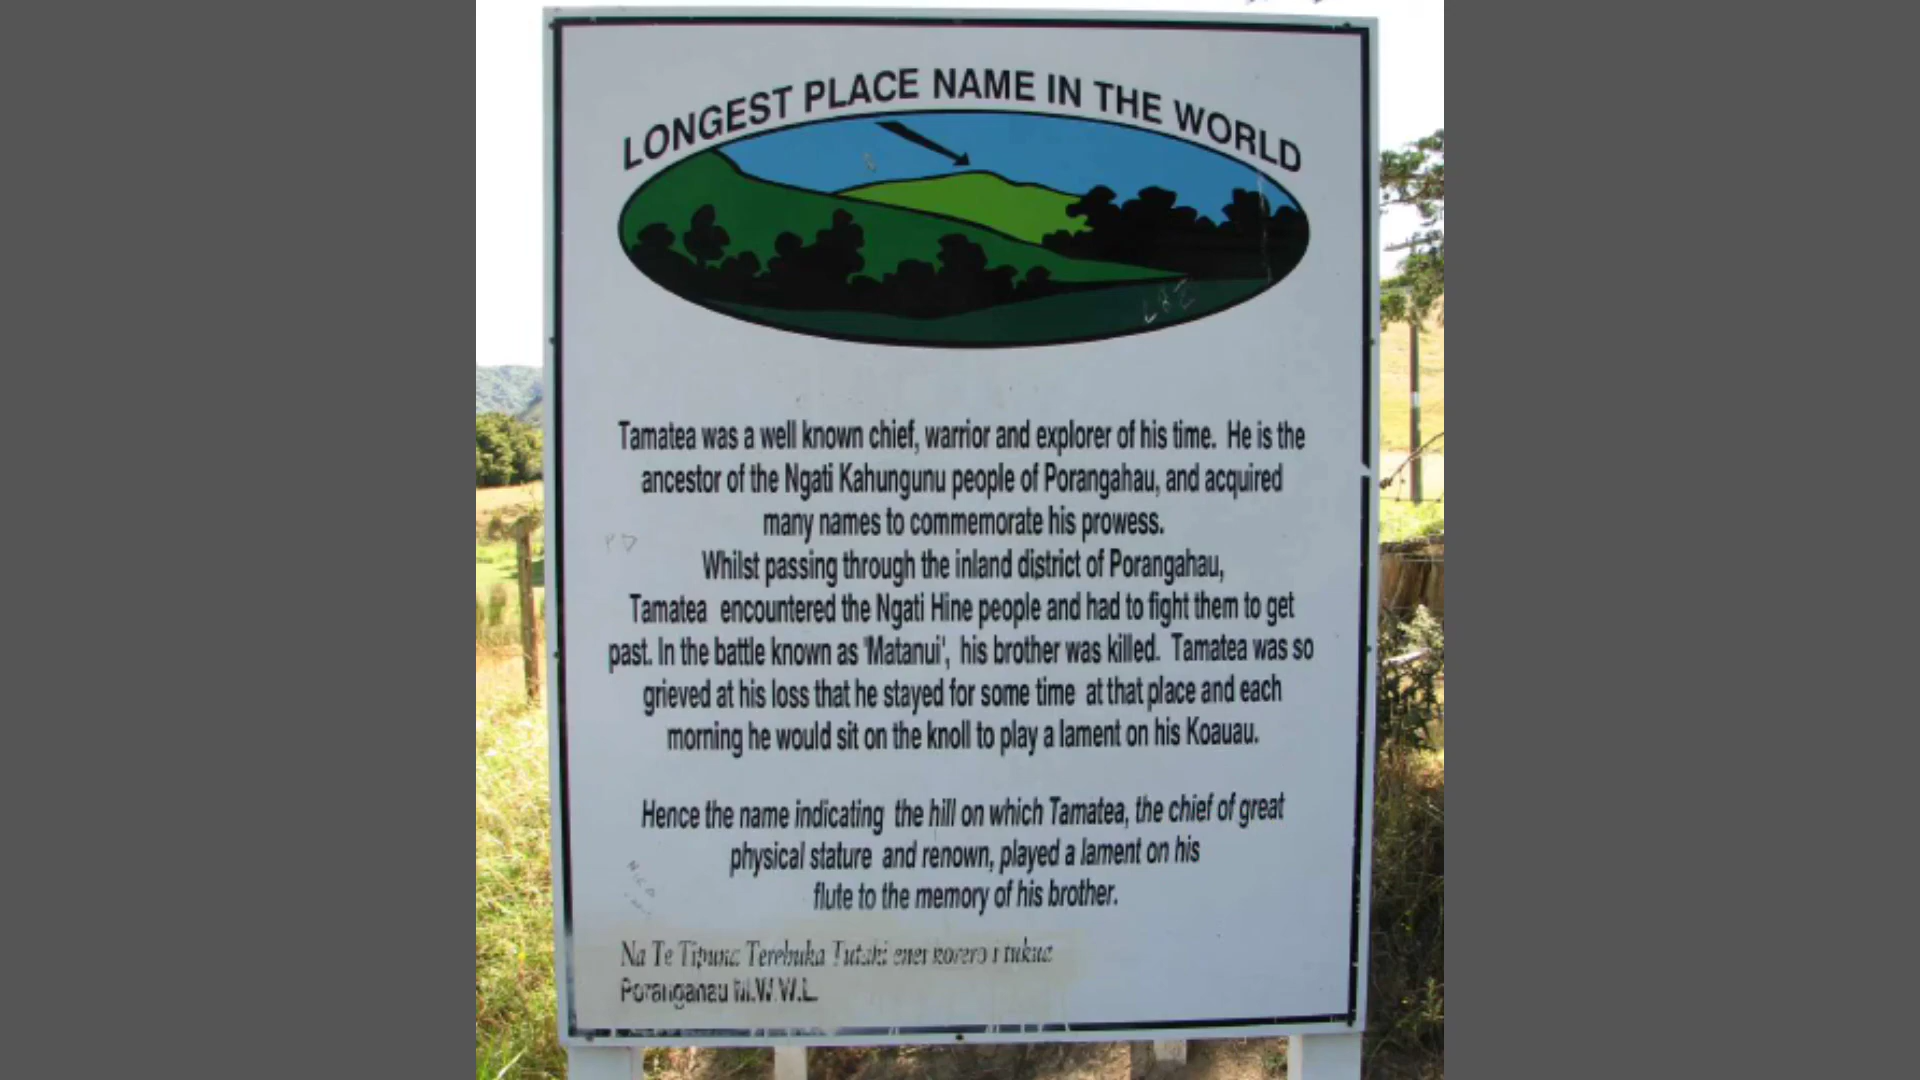 LONGEST PLACE NAME IN THE WORLD
Tamatea was a well known chief, warrior and explorer of his time. He is the
ancestor of the Ngati Kahungunu people of Porangahau, and acquired
many names to commemorate his prowess.
Whilst passing through the inland district of Porangahau,
Tamatea encountered the Ngati Hine people and had to fight them to get
past. In the battle known as 'Matanui', his brother was killed. Tamatea was so
grieved at his loss that he stayed for some time at that place and each
morning he would sit on the knoll to play a lament on his Koauau.
Hence the name indicating the hill on which Tamatea, the chief of great
physical stature and renown, played a lament on his
flute to the memory of his brother.
Na Te Tipuna Terehuka Tutaki enei korero i tukua
Porangahau M.W.W.L.